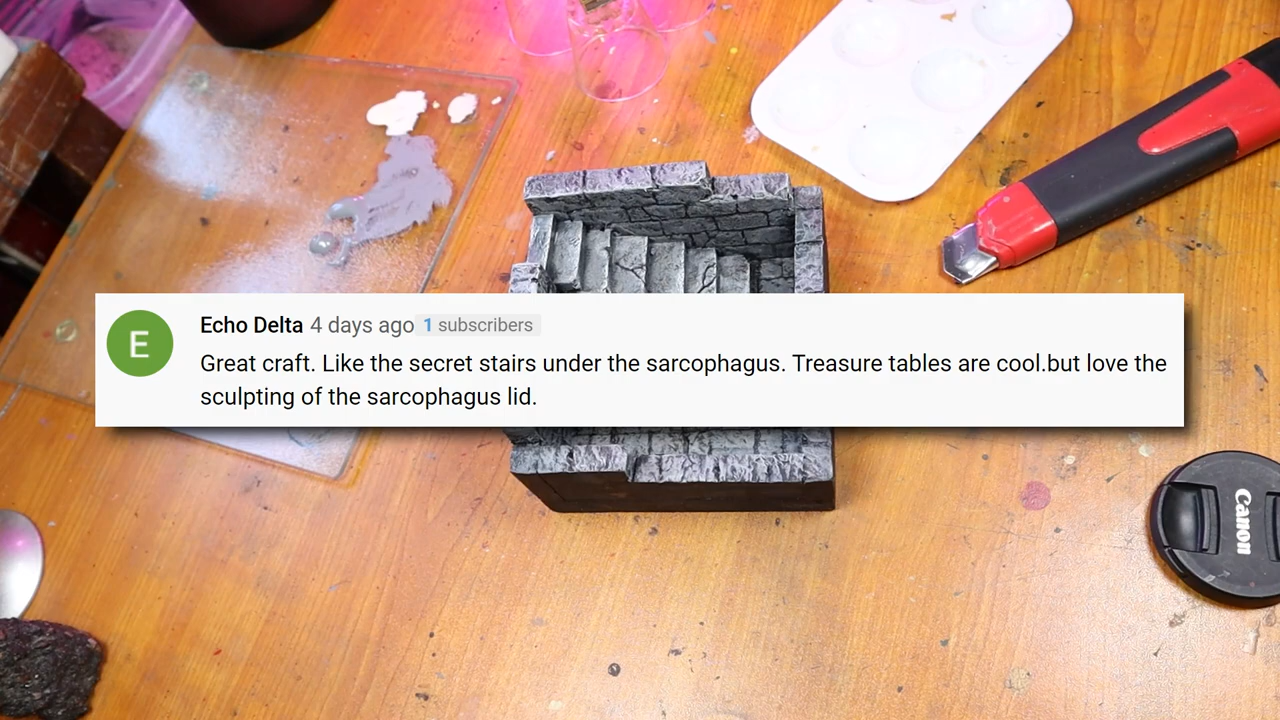 E
Echo Delta 4 days ago 1 subscribers
Great craft. Like the secret stairs under the sarcophagus. Treasure tables are cool.but love the
sculpting of the sarcophagus lid.
Canon